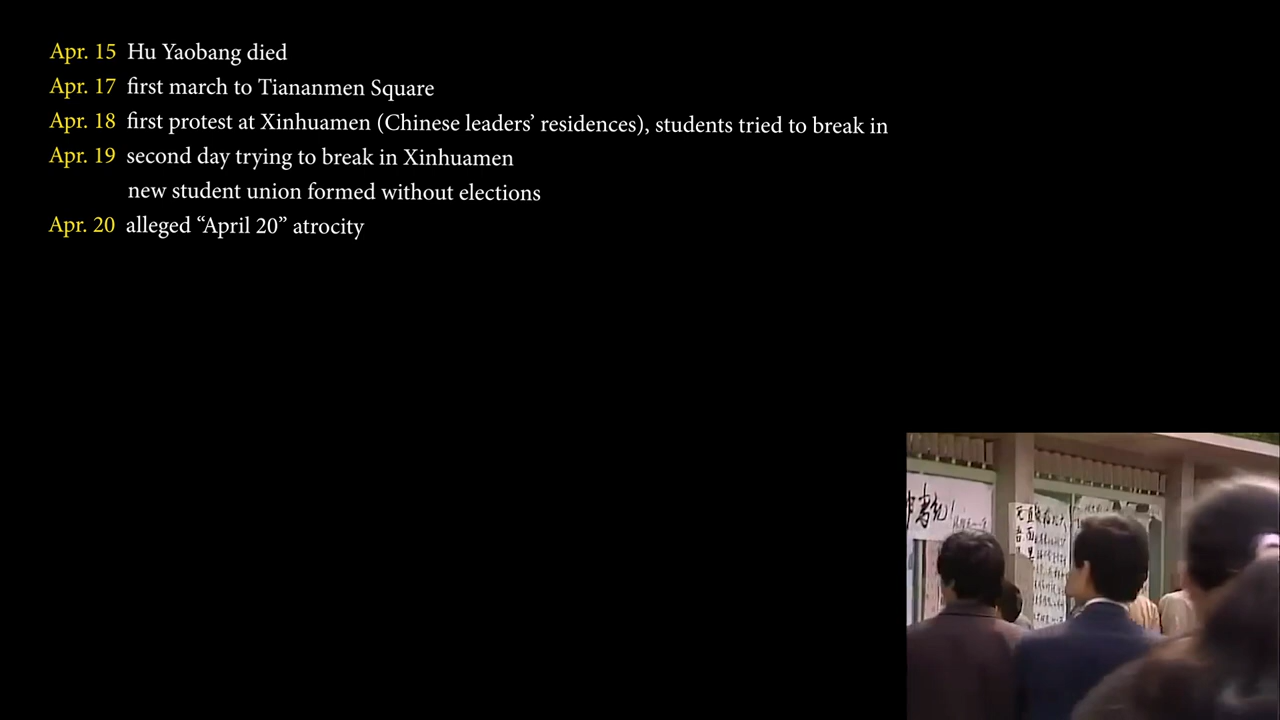 Apr. 15 Hu Yaobang died
Apr. 17 first march to Tiananmen Square
Apr. 18 first protest at Xinhuamen (Chinese leaders’ residences), students tried to break in
Apr. 19 second day trying to break in Xinhuamen
new student union formed without elections
Apr. 20 alleged “April 20” atrocity